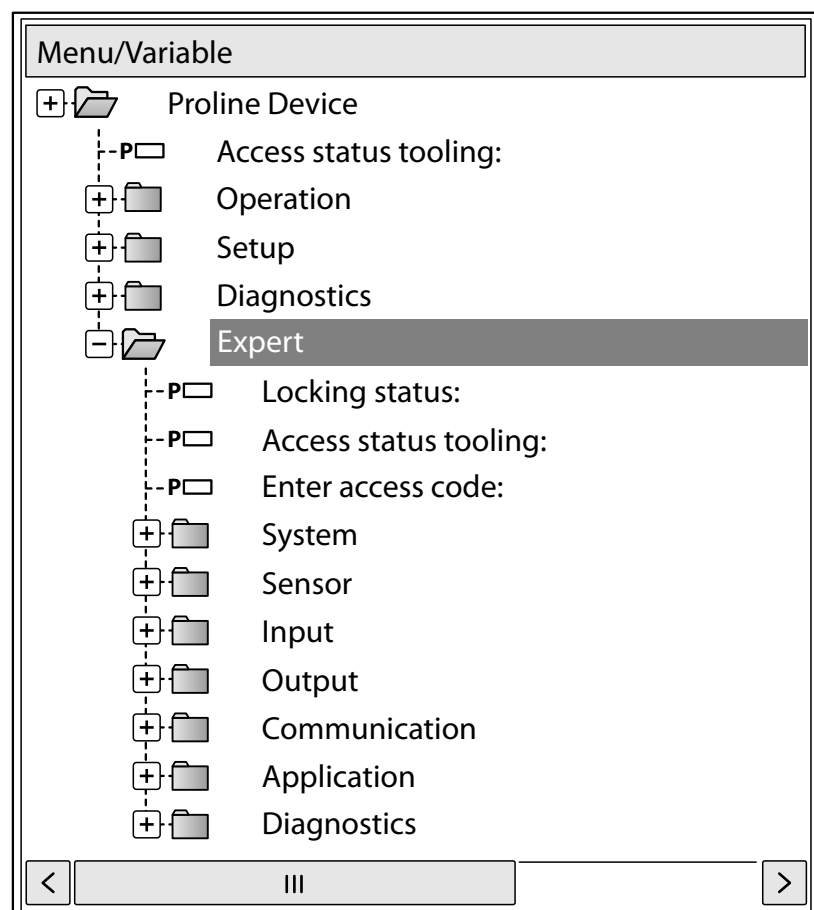 Menu/Variable
Proline Device
P Access status tooling:
Operation
Setup
Diagnostics
Expert
P Locking status:
P Access status tooling:
P Enter access code:
System
Sensor
Input
Output
Communication
Application
Diagnostics